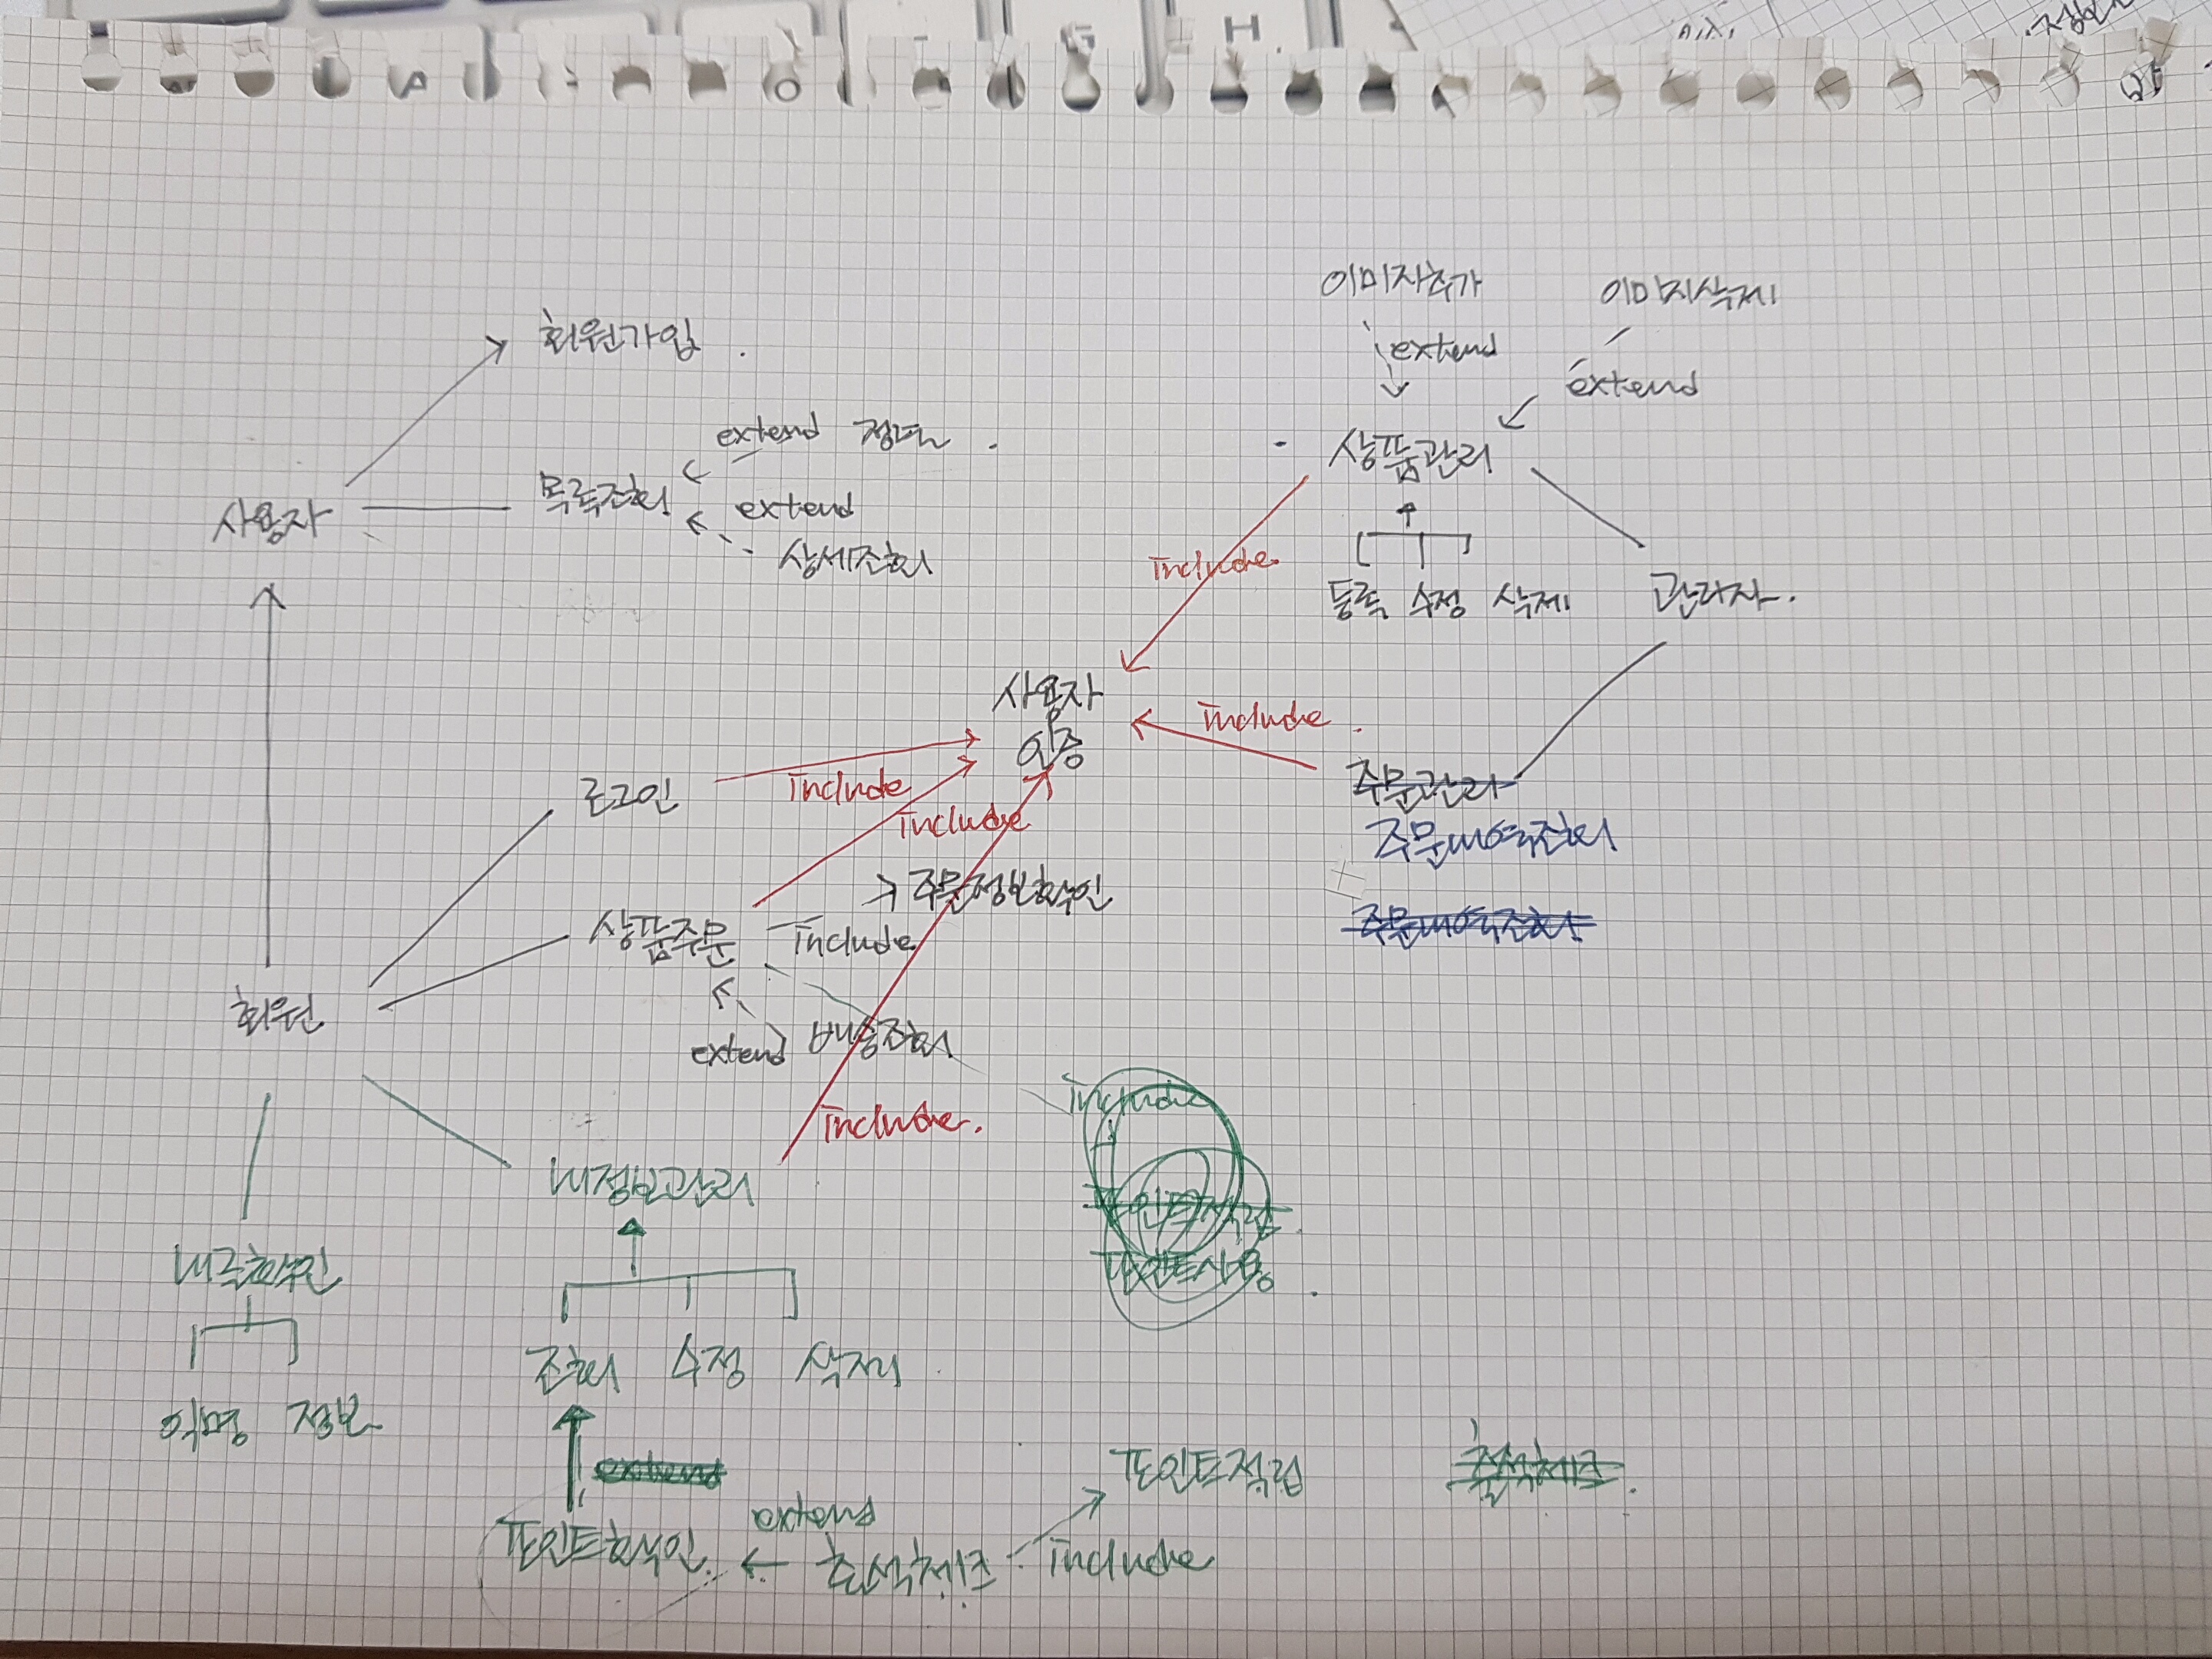 이미지추가
이미지삭제
회원가입
extend
extend
extend 정렬
상품관리
목록조회
사용자
extend
상세조회
include
등록 수정 삭제
관리자
사용자
인증
include
include
로그인
주문관리
include
주문내역조회
주문정보확인
상품주문
include
주문내역조회
회원
extend 배송조회
include
include
내정보관리
포인트적립
포인트사용
조회 수정 삭제
익명 정보
extend
포인트적립
출석체크
extend
포인트확인
출석체크
include